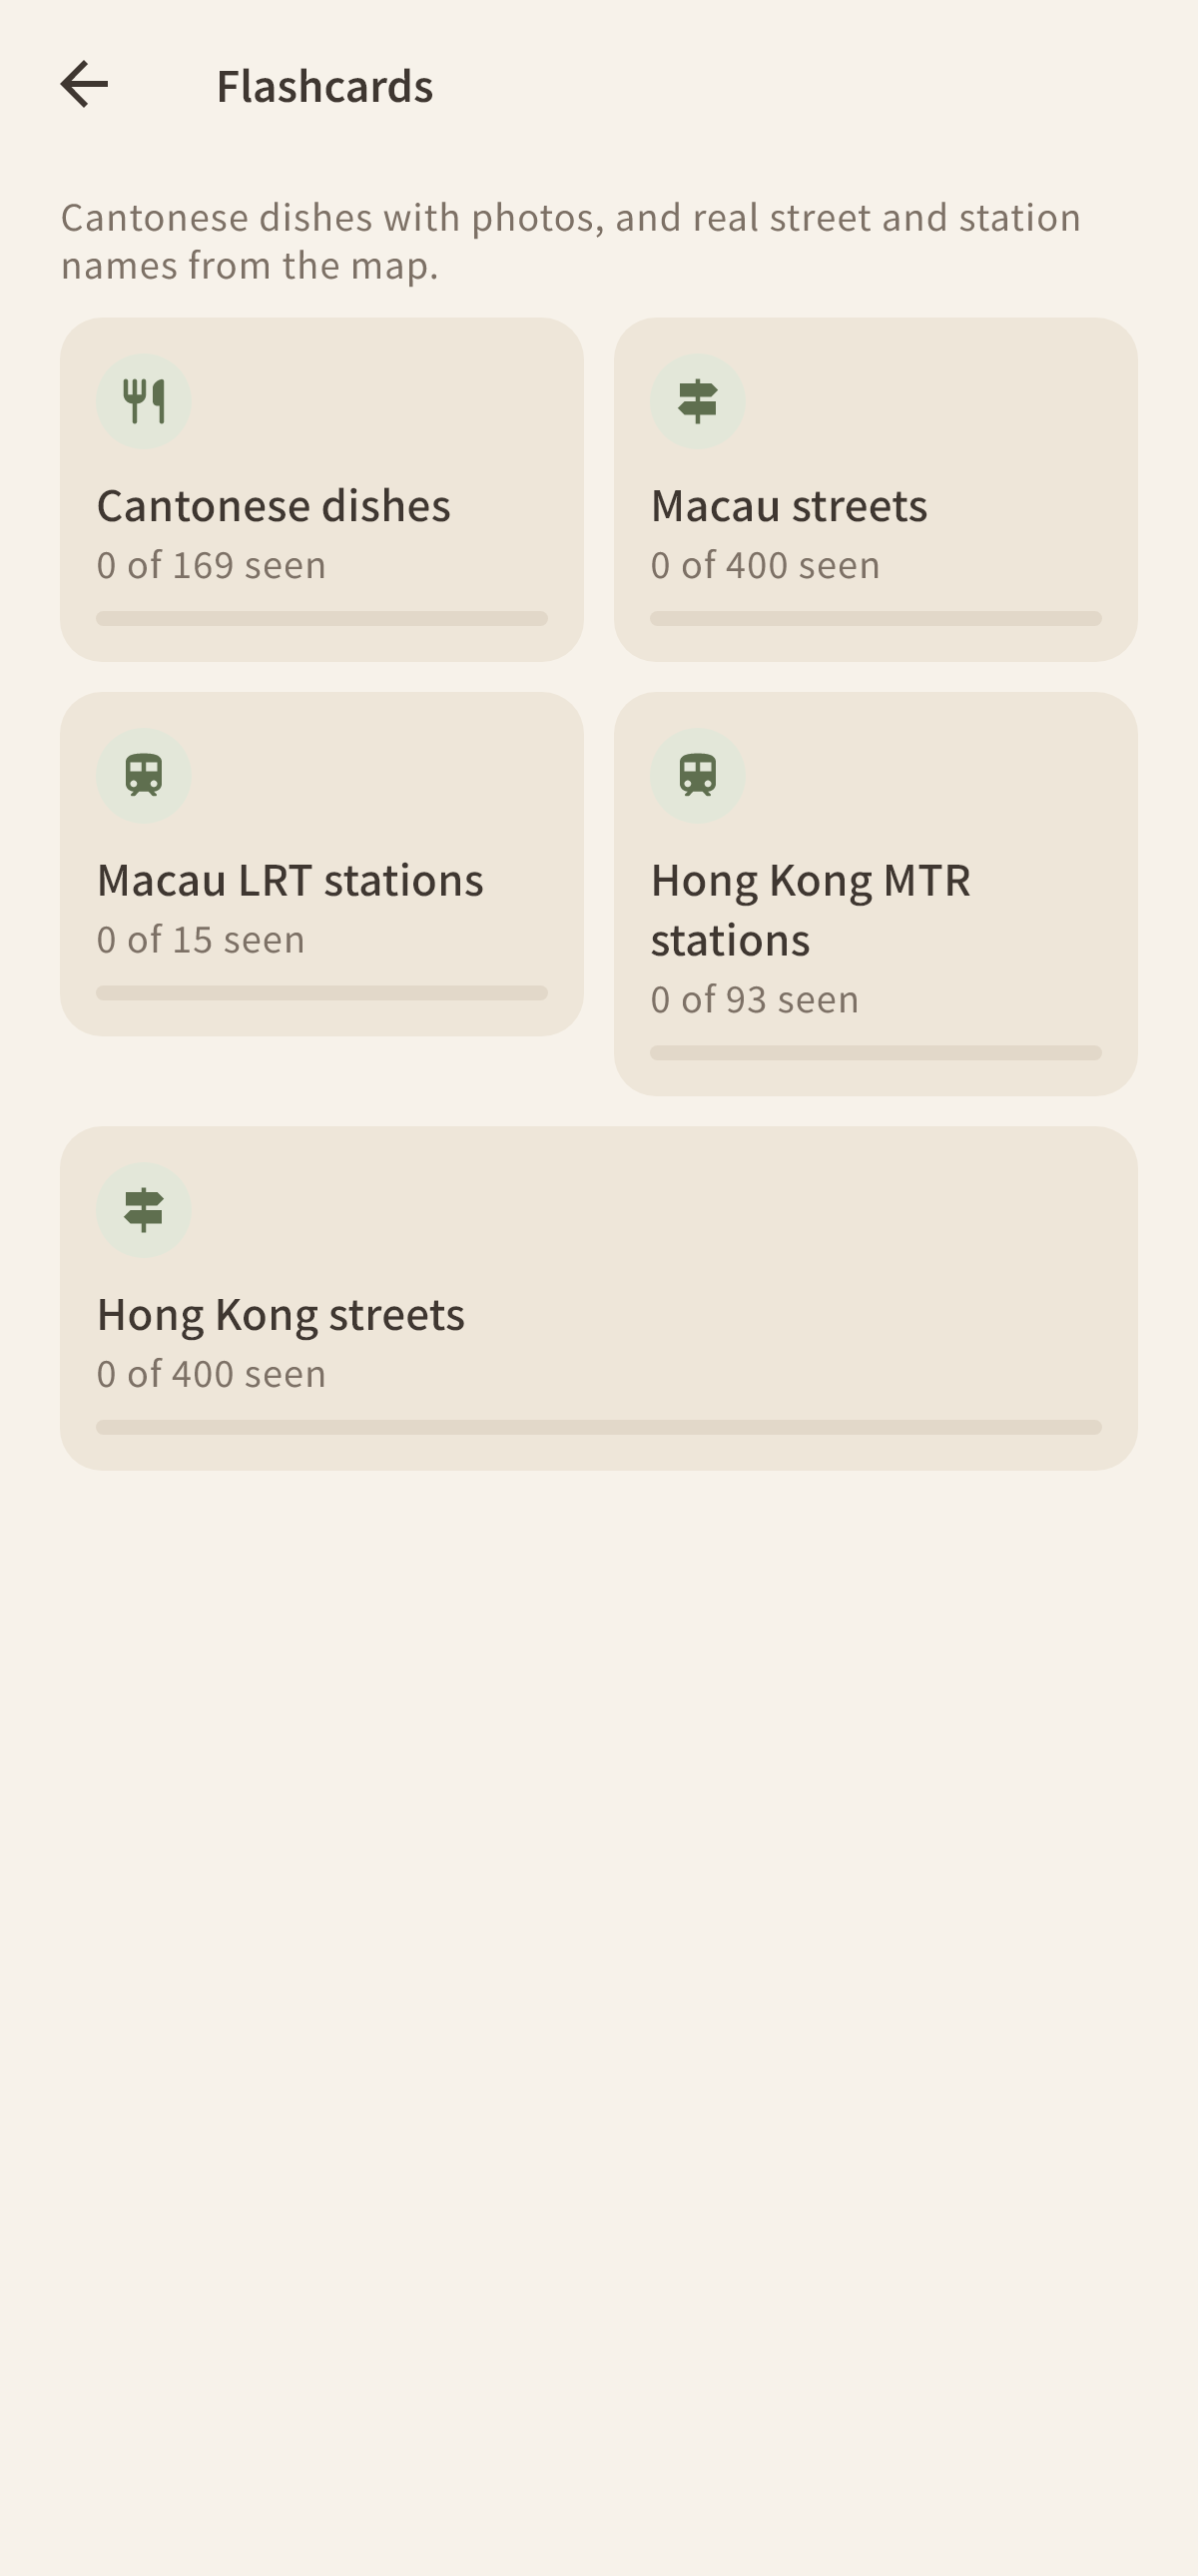 Flashcards
Cantonese dishes with photos, and real street and station
names from the map.
Cantonese dishes
0 of 169 seen
Macau streets
0 of 400 seen
Macau LRT stations
0 of 15 seen
Hong Kong MTR
stations
0 of 93 seen
Hong Kong streets
0 of 400 seen